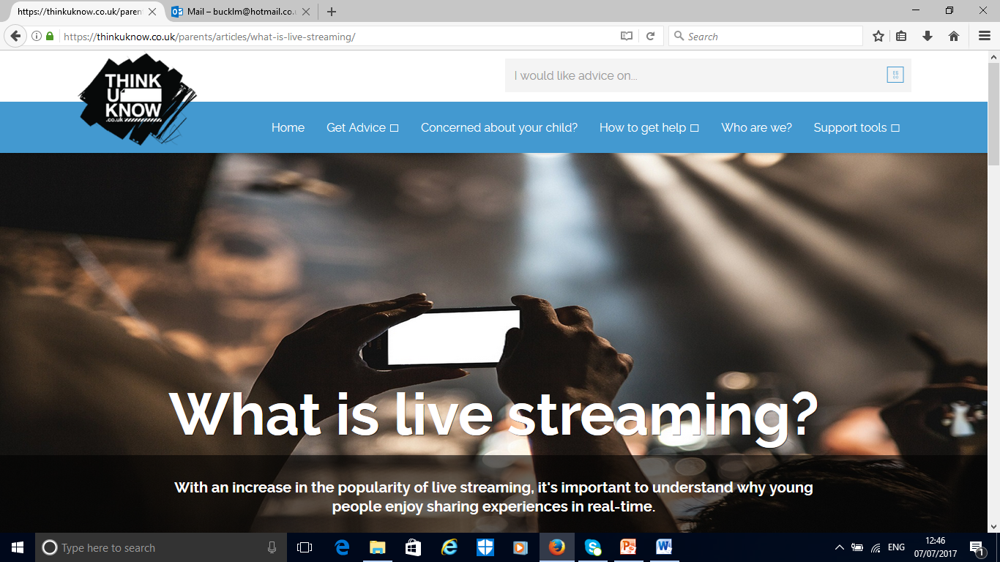 https://thinkuknow.co.uk/paren
Mail – bucklm@hotmail.co.
https://thinkuknow.co.uk/parents/articles/what-is-live-streaming/
Search
THINK
U
KNOW
.co.uk
I would like advice on...
Home
Get Advice
Concerned about your child?
How to get help
Who are we?
Support tools
What is live streaming?
With an increase in the popularity of live streaming, it's important to understand why young
people enjoy sharing experiences in real-time.
Type here to search
ENG
12:46
07/07/2017
1